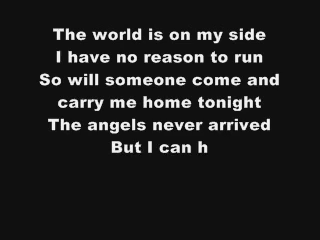 The world is on my side
I have no reason to run
So will someone come and
carry me home tonight
The angels never arrived
But I can h